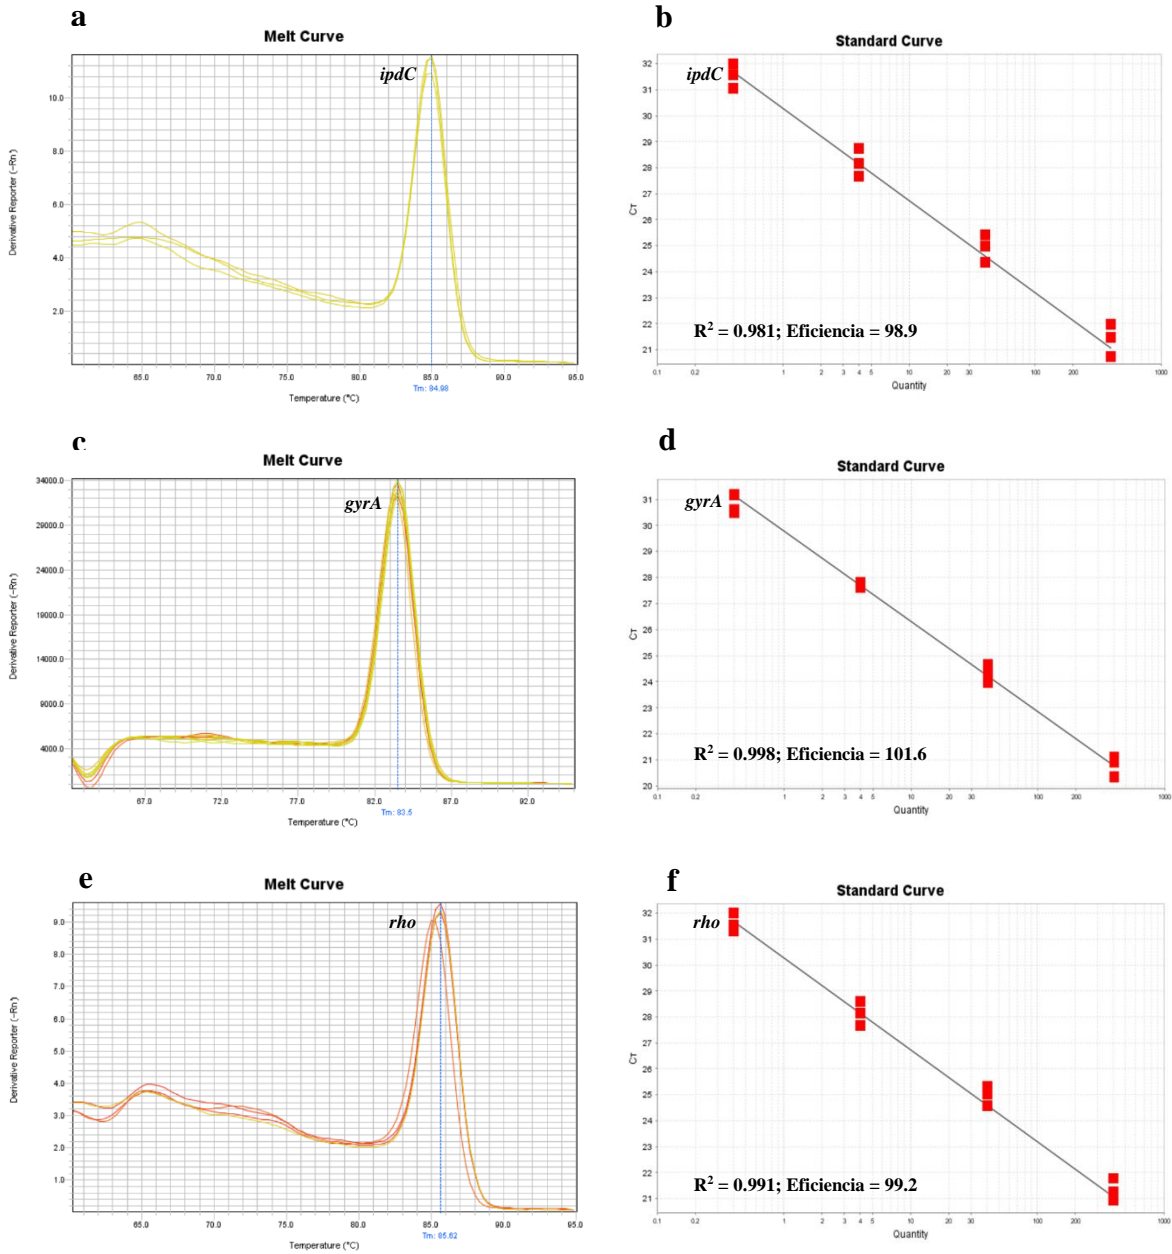 a
Melt Curve
ipdC
Derivative Reporter (-Rn')
10.0
8.0
6.0
4.0
2.0
65.0 70.0 75.0 80.0 85.0 90.0 95.0
Tm: 84.98
Temperature (°C)
b
Standard Curve
ipdC
CT
32
31
30
29
28
27
26
25
24
23
22
21
R² = 0.981; Eficiencia = 98.9
0.1 0.2 1 2 3 4 5 10 20 30 100 200 1000
Quantity
c
Melt Curve
gyrA
Derivative Reporter (-Rn')
34000.0
29000.0
24000.0
19000.0
14000.0
9000.0
4000.0
67.0 72.0 77.0 82.0 87.0 92.0
Tm: 83.5
Temperature (°C)
d
Standard Curve
gyrA
CT
31
30
29
28
27
26
25
24
23
22
21
20
R² = 0.998; Eficiencia = 101.6
0.1 0.2 1 2 3 4 5 10 20 30 100 200 1000
Quantity
e
Melt Curve
rho
Derivative Reporter (-Rn')
9.0
8.0
7.0
6.0
5.0
4.0
3.0
2.0
1.0
65.0 70.0 75.0 80.0 85.0 90.0 95.0
Tm: 85.62
Temperature (°C)
f
Standard Curve
rho
CT
32
31
30
29
28
27
26
25
24
23
22
21
R² = 0.991; Eficiencia = 99.2
0.1 0.2 1 2 3 4 5 10 20 30 100 200 1000
Quantity